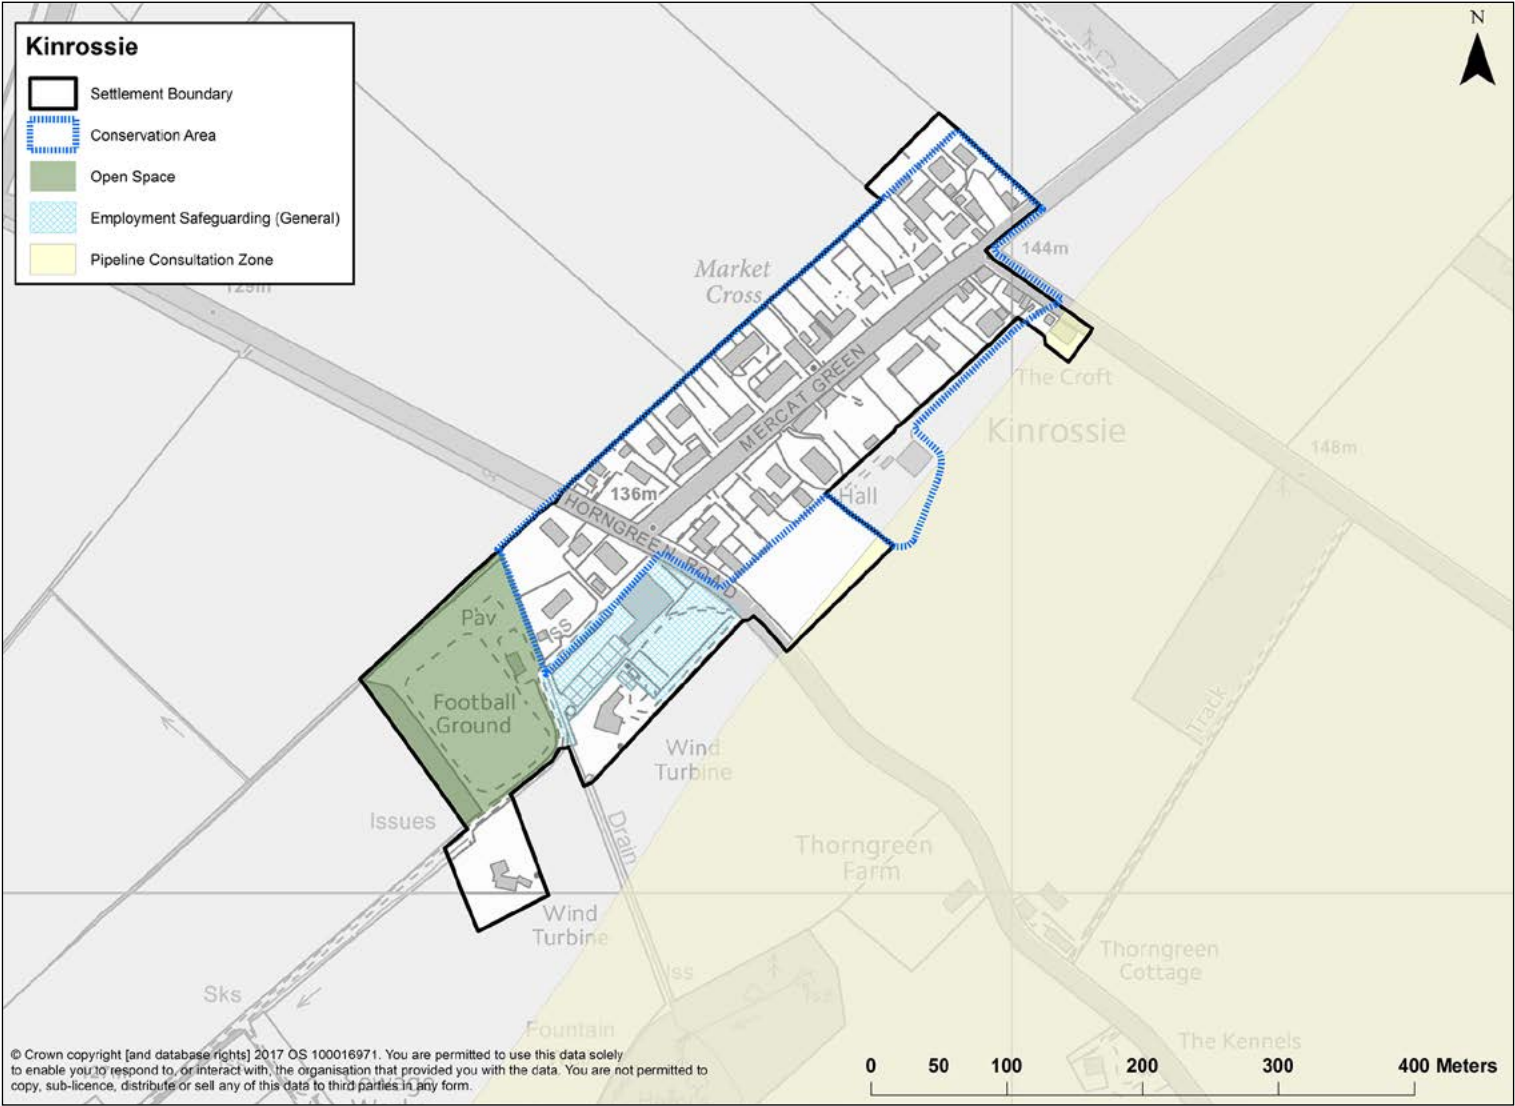 Kinrossie
Settlement Boundary
Conservation Area
Open Space
Employment Safeguarding (General)
Pipeline Consultation Zone
N
144m
Market
Cross
The Croft
MERCAT GREEN
Kinrossie
148m
136m
Hall
HORNGREEN ROAD
Pav
Iss
Football
Ground
Track
Wind
Turbine
Issues
Drain
Thorngreen
Farm
Wind
Turbine
Thorngreen
Cottage
Iss
Iss
Sks
Fountain
The Kennels
© Crown copyright [and database rights] 2017 OS 100016971. You are permitted to use this data solely
to enable you to respond to, or interact with, the organisation that provided you with the data. You are not permitted to
copy, sub-licence, distribute or sell any of this data to third parties in any form.
0 50 100 200 300 400 Meters